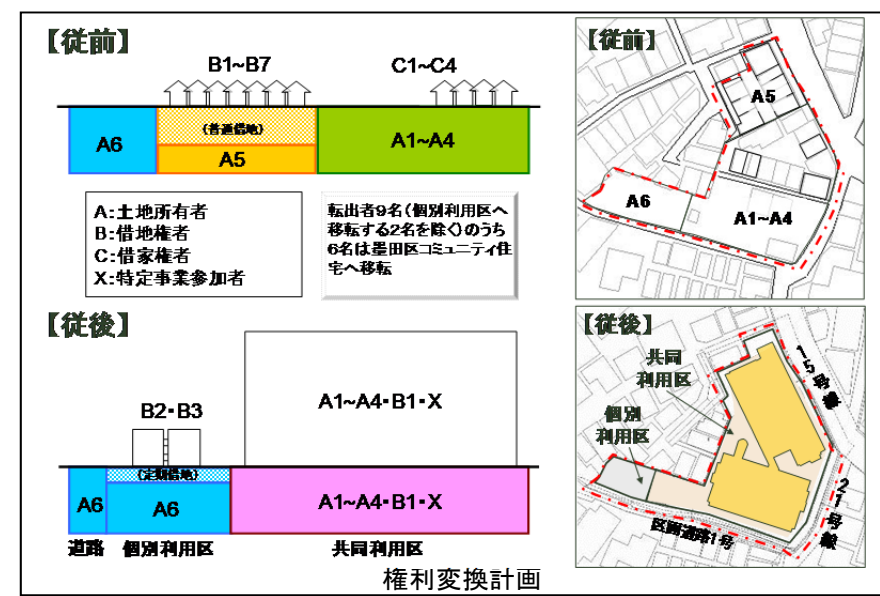 【従前】
B1~B7
C1~C4
A6
(普通借地)
A5
A1~A4
A:土地所有者
B:借地権者
C:借家権者
X:特定事業参加者
転出者9名(個別利用区へ
移転する2名を除く)のうち
6名は墨田区コミュニティ住
宅へ移転
【従後】
B2・B3
A1~A4・B1・X
(定期借地)
A6
A6
A1~A4・B1・X
道路
個別利用区
共同利用区
【従前】
A5
A6
A1~A4
【従後】
共同
利用区
個別
利用区
15号線
21号線
区画道路1号
権利変換計画